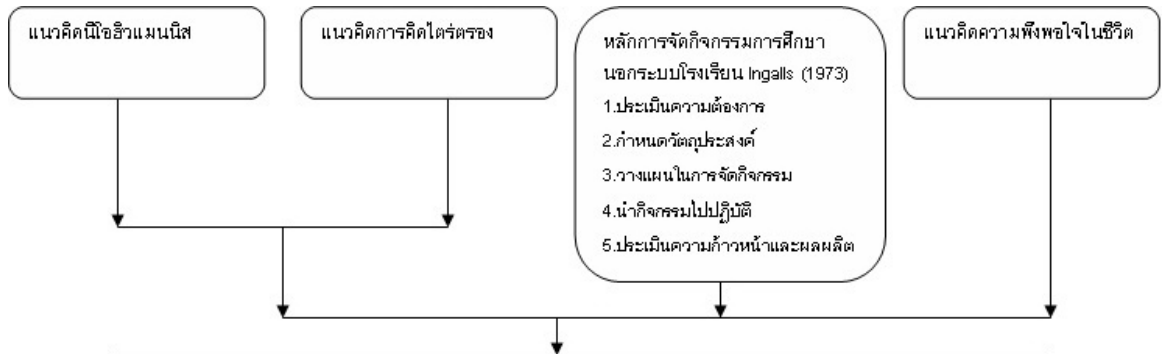 แนวคิดนีโอฮิวแมนนิส
แนวคิดการคิดไตร่ตรอง
หลักการจัดกิจกรรมการศึกษา
นอกระบบโรงเรียน Ingalls (1973)
1.ประเมินความต้องการ
2.กำหนดวัตถุประสงค์
3.วางแผนในการจัดกิจกรรม
4.นำกิจกรรมไปปฏิบัติ
5.ประเมินความก้าวหน้าและผลผลิต
แนวคิดความพึงพอใจในชีวิต